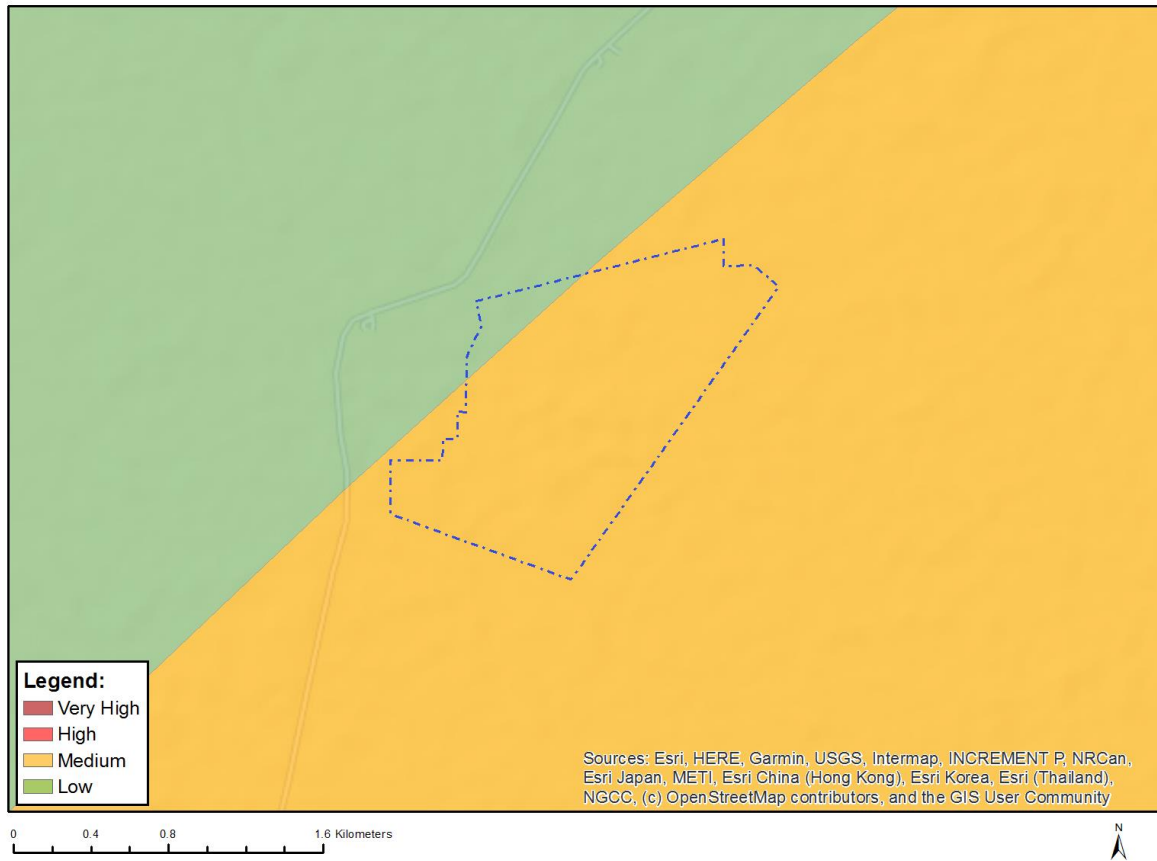 Legend:
Very High
High
Medium
Low
Sources: Esri, HERE, Garmin, USGS, Intermap, INCREMENT P, NRCan,
Esri Japan, METI, Esri China (Hong Kong), Esri Korea, Esri (Thailand),
NGCC, (c) OpenStreetMap contributors, and the GIS User Community
0 0.4 0.8 1.6 Kilometers
N